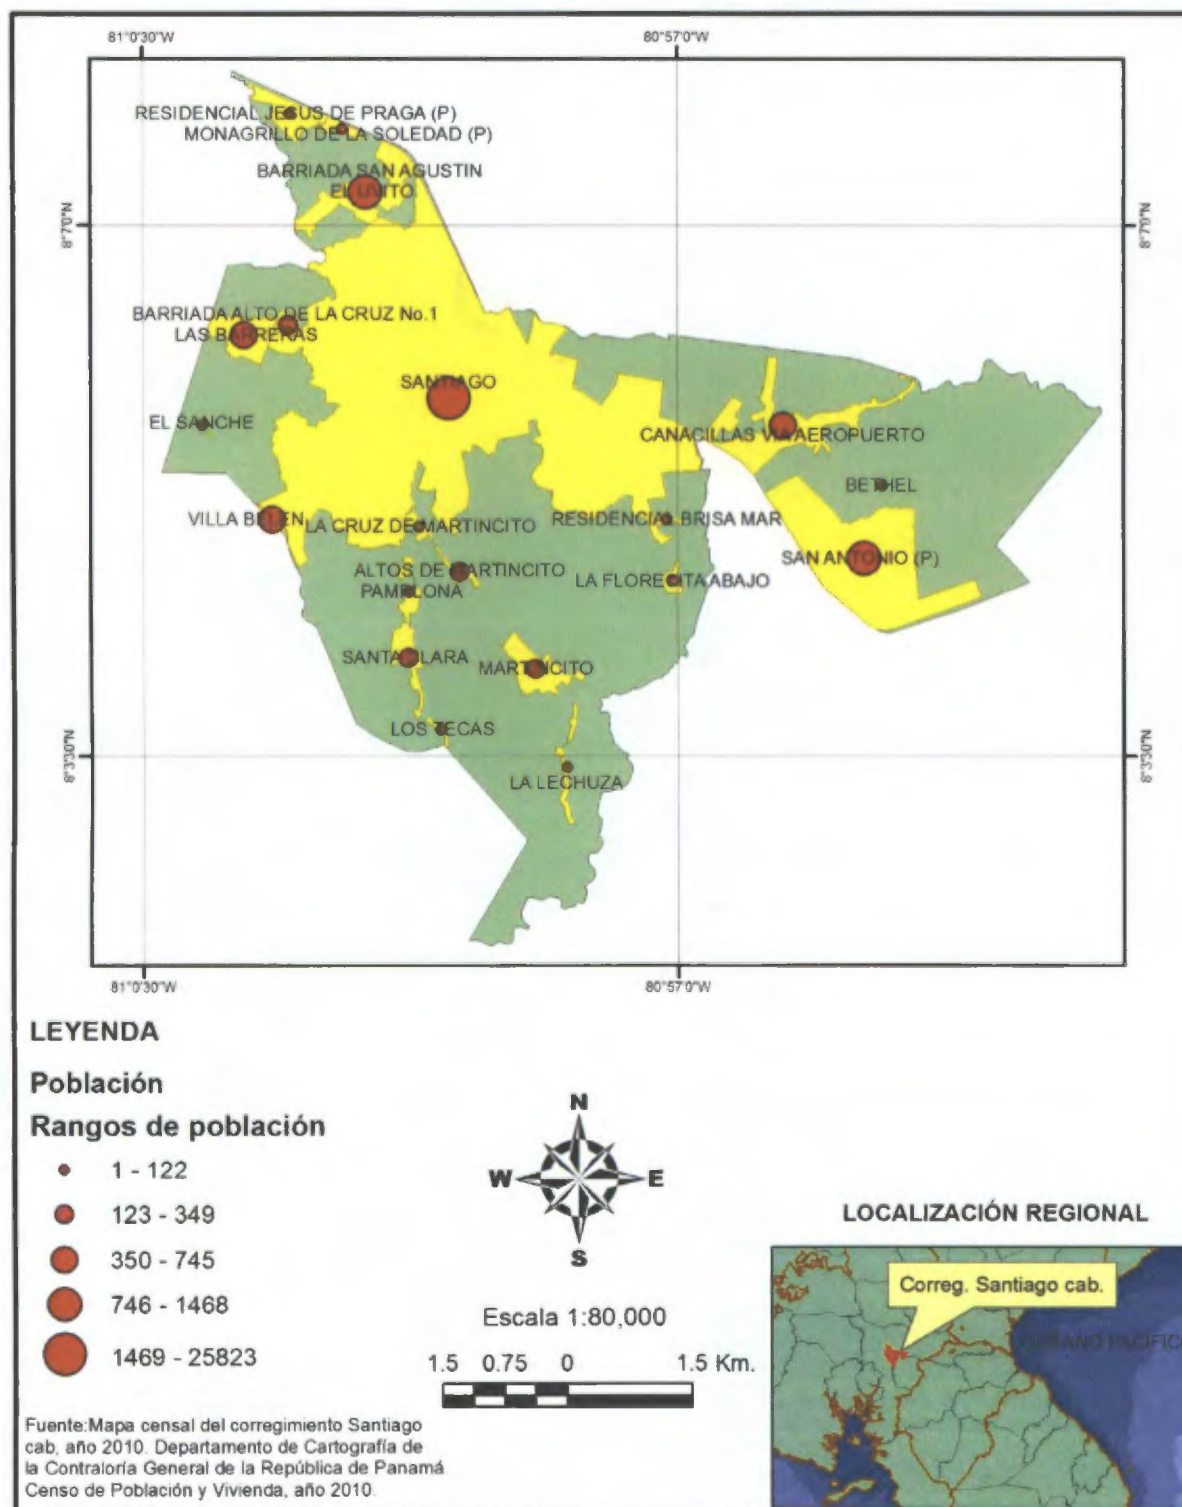 81°0'30"W
80°57'0"W
RESIDENCIAL JESUS DE PRAGA (P)
MONAGRILLO DE LA SOLEDAD (P)
BARRIADA SAN AGUSTIN
EL UVITO
8°7'0"N
8°7'0"N
BARRIADA ALTO DE LA CRUZ No.1
LAS BARRERAS
SANTIAGO
EL SANCHE
CANACILLAS VIA AEROPUERTO
BETHEL
VILLA BELEN
LA CRUZ DE MARTINCITO
RESIDENCIAL BRISA MAR
SAN ANTONIO (P)
ALTOS DE MARTINCITO
LA FLORECITA ABAJO
PAMPLONA
SANTA CLARA
MARTINCITO
LOS TECAS
8°3'30"N
8°3'30"N
LA LECHUZA
81°0'30"W
80°57'0"W
LEYENDA
Población
Rangos de población
1 - 122
123 - 349
350 - 745
746 - 1468
1469 - 25823
N
W
E
S
Escala 1:80,000
1.5 0.75 0 1.5 Km.
LOCALIZACIÓN REGIONAL
Correg. Santiago cab.
OCEANO PACIFIC
Fuente:Mapa censal del corregimiento Santiago
cab, año 2010. Departamento de Cartografía de
la Contraloría General de la República de Panamá
Censo de Población y Vivienda, año 2010.